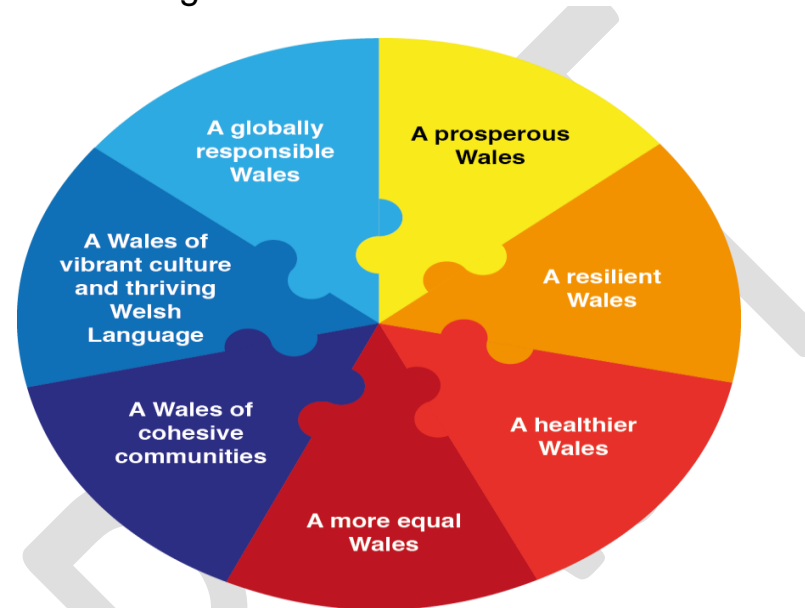 A prosperous
Wales
A resilient
Wales
A healthier
Wales
A more equal
Wales
A Wales of
cohesive
communities
A Wales of
vibrant culture
and thriving
Welsh
Language
A globally
responsible
Wales